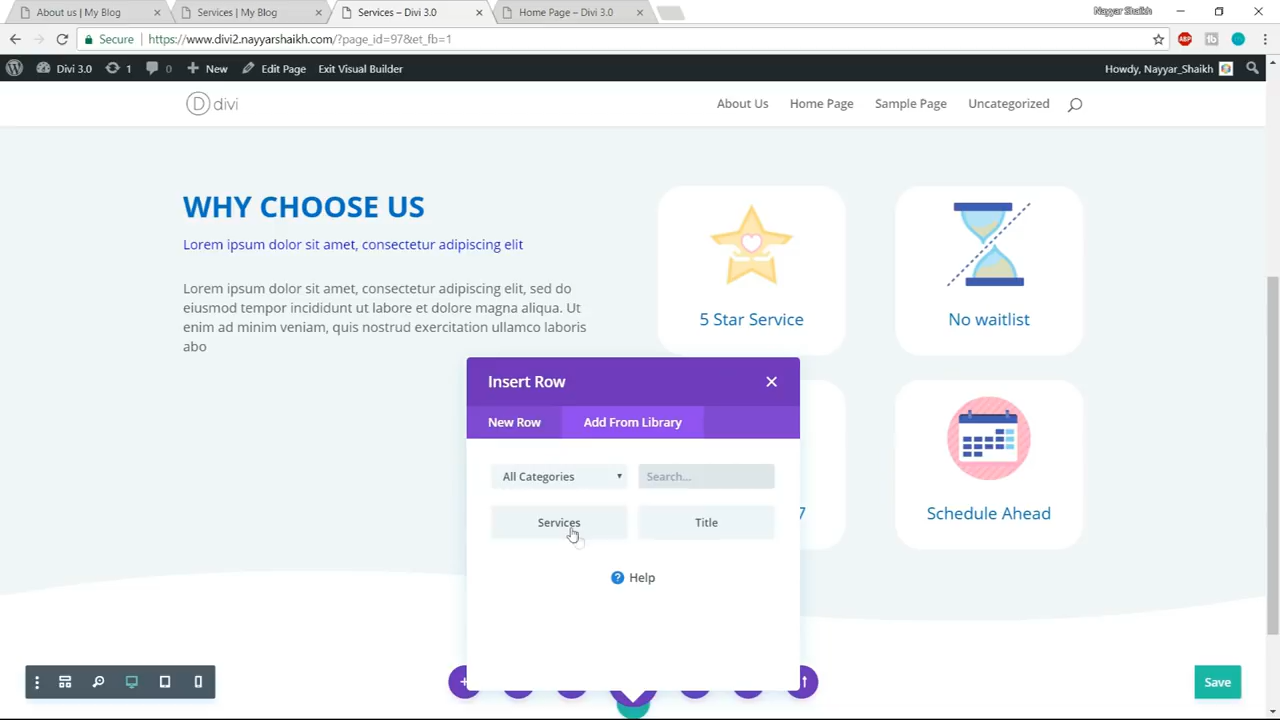 About us | My Blog
Services | My Blog
Services – Divi 3.0
Home Page – Divi 3.0
Nayyar Shaikh
Secure
https://www.divi2.nayyarshaikh.com/?page_id=97&et_fb=1
ABP
Divi 3.0
1
0
New
Edit Page
Exit Visual Builder
Howdy, Nayyar_Shaikh
D divi
About Us
Home Page
Sample Page
Uncategorized
WHY CHOOSE US
Lorem ipsum dolor sit amet, consectetur adipiscing elit
Lorem ipsum dolor sit amet, consectetur adipiscing elit, sed do
eiusmod tempor incididunt ut labore et dolore magna aliqua. Ut
enim ad minim veniam, quis nostrud exercitation ullamco laboris
abo
5 Star Service
No waitlist
7
Schedule Ahead
Insert Row
New Row
Add From Library
All Categories
Search...
Services
Title
? Help
Save